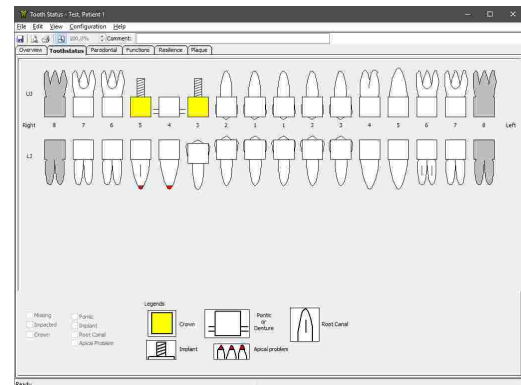 Tooth Status - Test, Patient 1
File Edit View Configuration Help
100,0% Comment:
Overview Toothstatus Parodontal Functions Resilience Plaque
UJ
Right 8 7 6 5 4 3 2 1 1 2 3 4 5 6 7 8 Left
LJ
Legends:
Missing
Impacted
Crown
Pontic
Implant
Root Canal
Apical Problem
Crown
Pontic
or
Denture
Root Canal
Implant
Apical problem
Ready